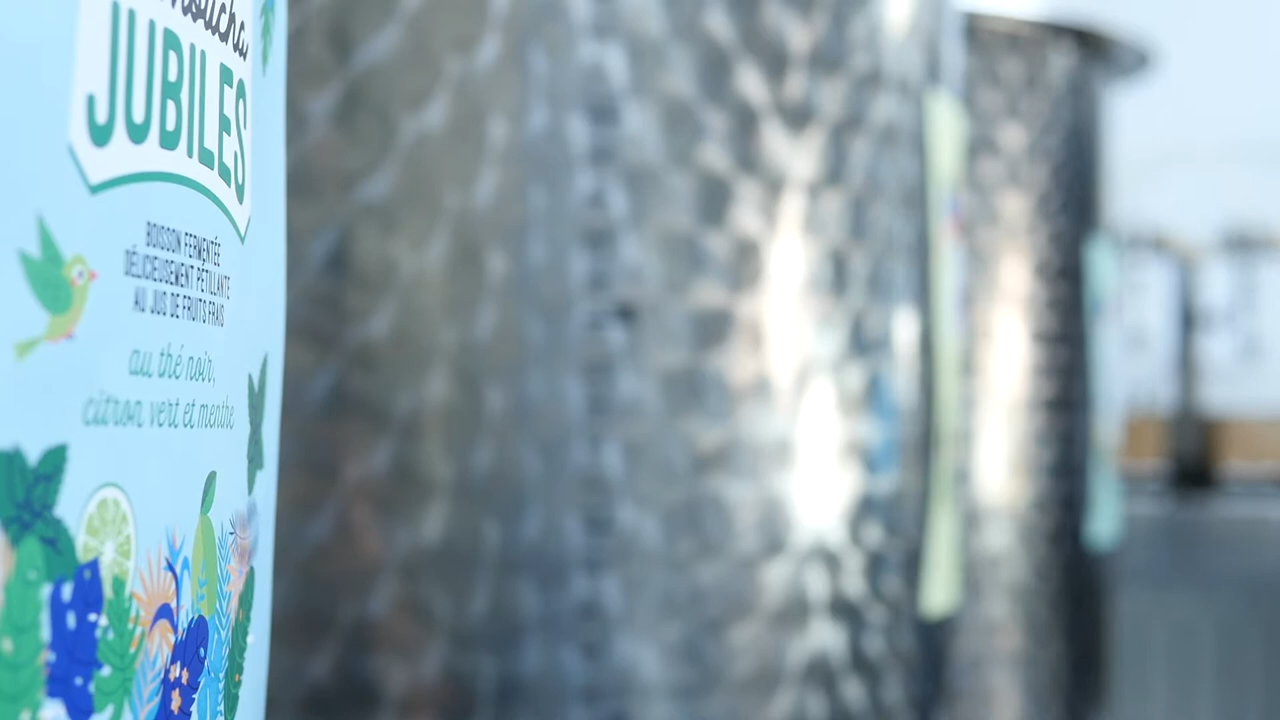 JUBILES
BOISSON FERMENTÉE
DÉLICIEUSEMENT PÉTILLANTE
AU JUS DE FRUITS FRAIS
au thé noir,
citron vert et menthe